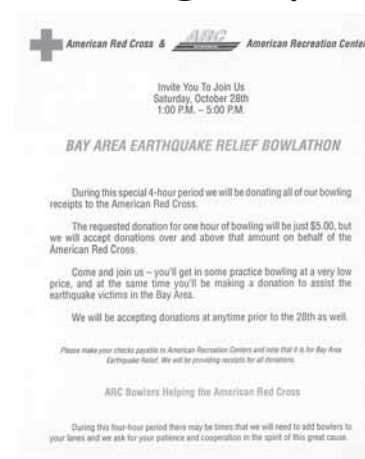 American Red Cross & ARC American Recreation Center
Invite You To Join Us
Saturday, October 28th
1:00 P.M. – 5:00 P.M.
BAY AREA EARTHQUAKE RELIEF BOWLATHON
During this special 4-hour period we will be donating all of our bowling
receipts to the American Red Cross.
The requested donation for one hour of bowling will be just $5.00, but
we will accept donations over and above that amount on behalf of the
American Red Cross.
Come and join us – you'll get in some practice bowling at a very low
price, and at the same time you'll be making a donation to assist the
earthquake victims in the Bay Area.
We will be accepting donations at anytime prior to the 28th as well.
Please make your checks payable to American Recreation Centers and note that it is for Bay Area
Earthquake Relief. We will be providing receipts for all donations.
ARC Bowlers Helping the American Red Cross
During this four-hour period there may be times that we will need to add bowlers to
your lanes and we ask for your patience and cooperation in the spirit of this great cause.